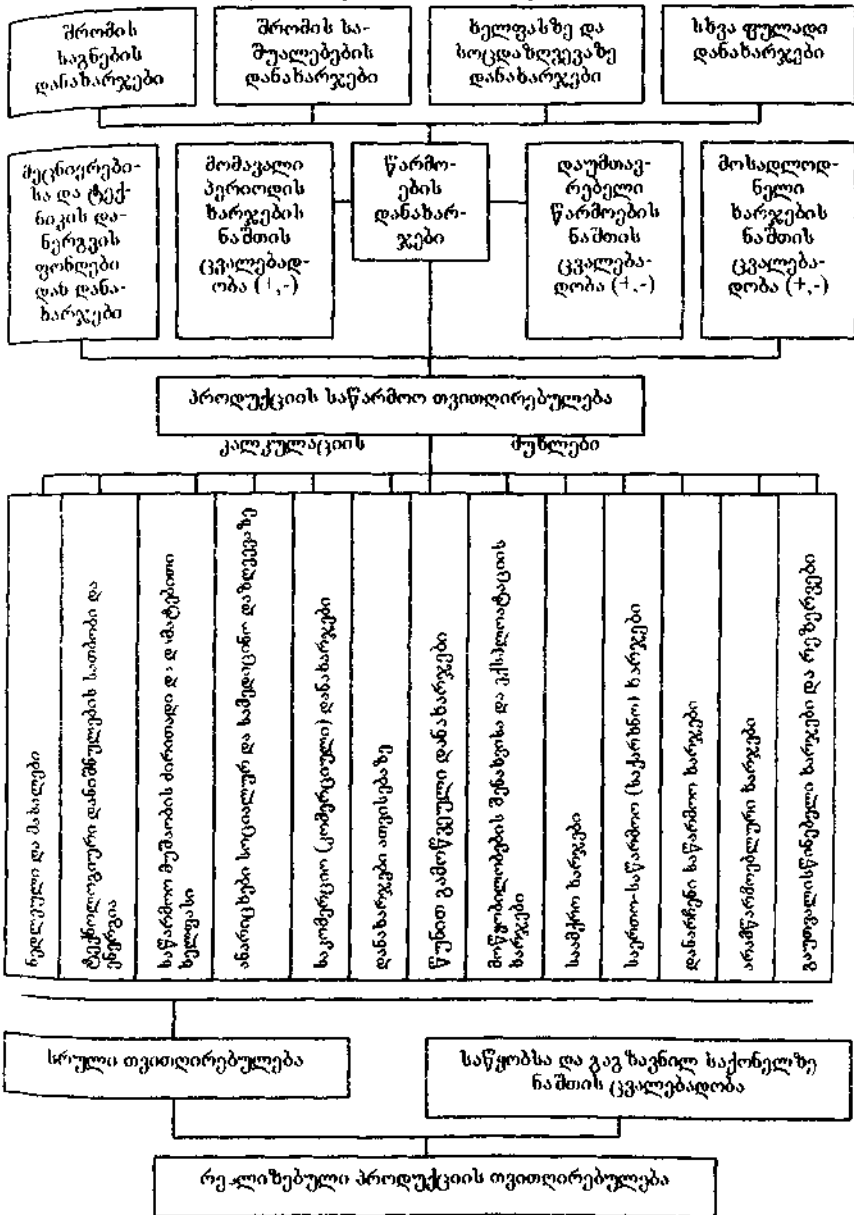 შრომის
საგნების
დანახარჯები
შრომის სა-
შუალებების
დანახარჯები
ხელფასზე და
სოცდაზღვევაზე
დანახარჯები
სხვა ფულადი
დანახარჯები
მეცნიერები-
სა და ტექ-
ნიკის და-
ნერგვის
ფონდები
დან დანა-
ხარჯები
მომავალი
პერიოდის
ხარჯების
ნაშთის
ცვალებად-
ობა (+,-)
წარმო-
ების
დანახარ-
ჯები
დაუმთავ-
რებელი
წარმოების
ნაშთის
ცვალება-
დობა (+,-)
მოსალოდ-
ნელი
ხარჯების
ნაშთის
ცვალება-
დობა (+,-)
პროდუქციის საწარმოო თვითღირებულება
კალკულაციის მუხლები
ნედლეული და მასალები
ტექნოლოგიური დანიშნულების სათბობი და
ენერგია
საწარმოო მუშაობის ძირითადი და დამატებითი
ხელფასი
ანარიცხები სოციალურ და სამედიცინო დაზღვევაზე
საკომერციო (კომერციული) დანახარჯები
დანახარჯები ათვისებაზე
წუნით გამოწვეული დანახარჯები
მოწყობილობების შენახვისა და ექსპლოატაციის
ხარჯები
საამქრო ხარჯები
საერთო-საწარმოო (საქარხნო) ხარჯები
დანარჩენი საწარმოო ხარჯები
არამწარმოებლური ხარჯები
გაუთვალისწინებელი ხარჯები და რეზერვები
სრული თვითღირებულება
საწყობსა და გაგზავნილ საქონელზე
ნაშთის ცვალებადობა
რეალიზებული პროდუქციის თვითღირებულება